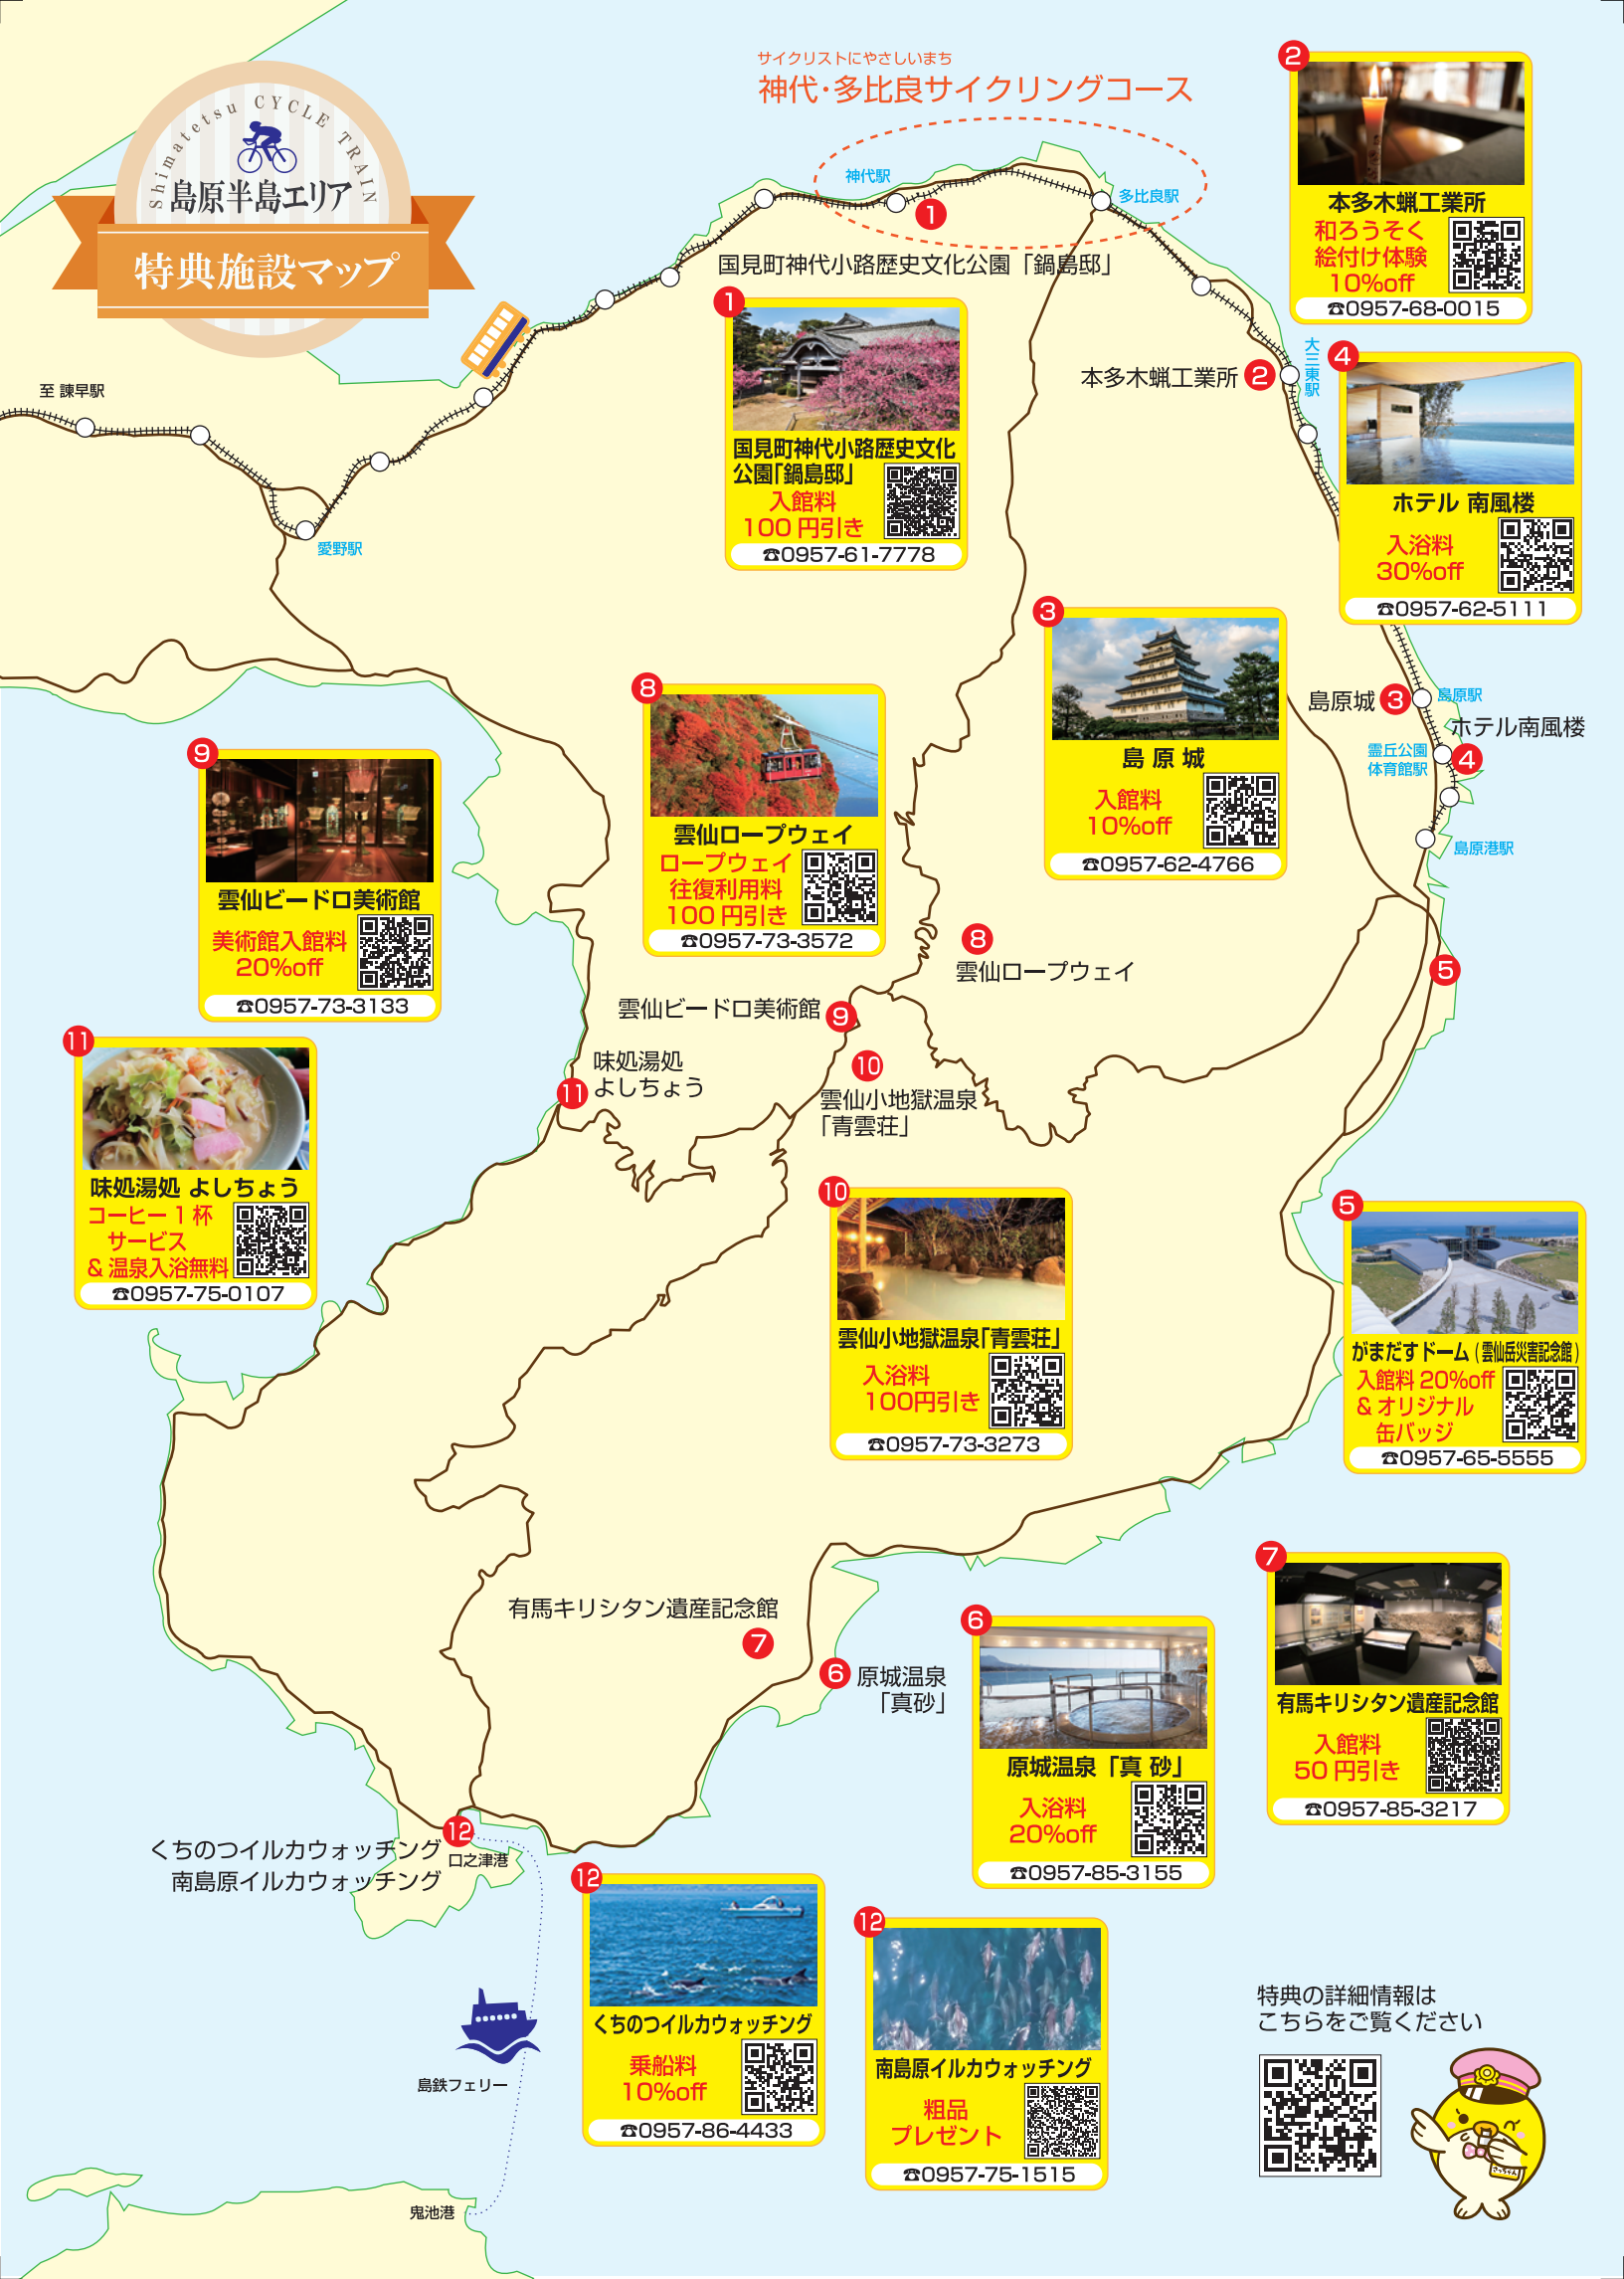 Shimatetsu CYCLE TRAIN
島原半島エリア
特典施設マップ
サイクリストにやさしいまち
神代・多比良サイクリングコース
神代駅
多比良駅
1
国見町神代小路歴史文化公園「鍋島邸」
1
国見町神代小路歴史文化
公園「鍋島邸」
入館料
100円引き
☎0957-61-7778
2
本多木蝋工業所
和ろうそく
絵付け体験
10%off
☎0957-68-0015
本多木蝋工業所
2
大三東駅
4
ホテル 南風楼
入浴料
30%off
☎0957-62-5111
至 諫早駅
愛野駅
3
島原城
入館料
10%off
☎0957-62-4766
島原城
3
島原駅
ホテル南風楼
霊丘公園
体育館駅
4
島原港駅
8
雲仙ロープウェイ
ロープウェイ
往復利用料
100円引き
☎0957-73-3572
9
雲仙ビードロ美術館
美術館入館料
20%off
☎0957-73-3133
8
雲仙ロープウェイ
5
雲仙ビードロ美術館
9
10
雲仙小地獄温泉
「青雲荘」
味処湯処
よしちょう
11
11
味処湯処 よしちょう
コーヒー1杯
サービス
&温泉入浴無料
☎0957-75-0107
10
雲仙小地獄温泉「青雲荘」
入浴料
100円引き
☎0957-73-3273
5
がまだすドーム(雲仙岳災害記念館)
入館料20%off
&オリジナル
缶バッジ
☎0957-65-5555
有馬キリシタン遺産記念館
7
6
原城温泉
「真砂」
6
原城温泉「真 砂」
入浴料
20%off
☎0957-85-3155
7
有馬キリシタン遺産記念館
入館料
50円引き
☎0957-85-3217
12
くちのつイルカウォッチング
南島原イルカウォッチング
口之津港
12
くちのつイルカウォッチング
乗船料
10%off
☎0957-86-4433
12
南島原イルカウォッチング
粗品
プレゼント
☎0957-75-1515
島鉄フェリー
鬼池港
特典の詳細情報は
こちらをご覧ください